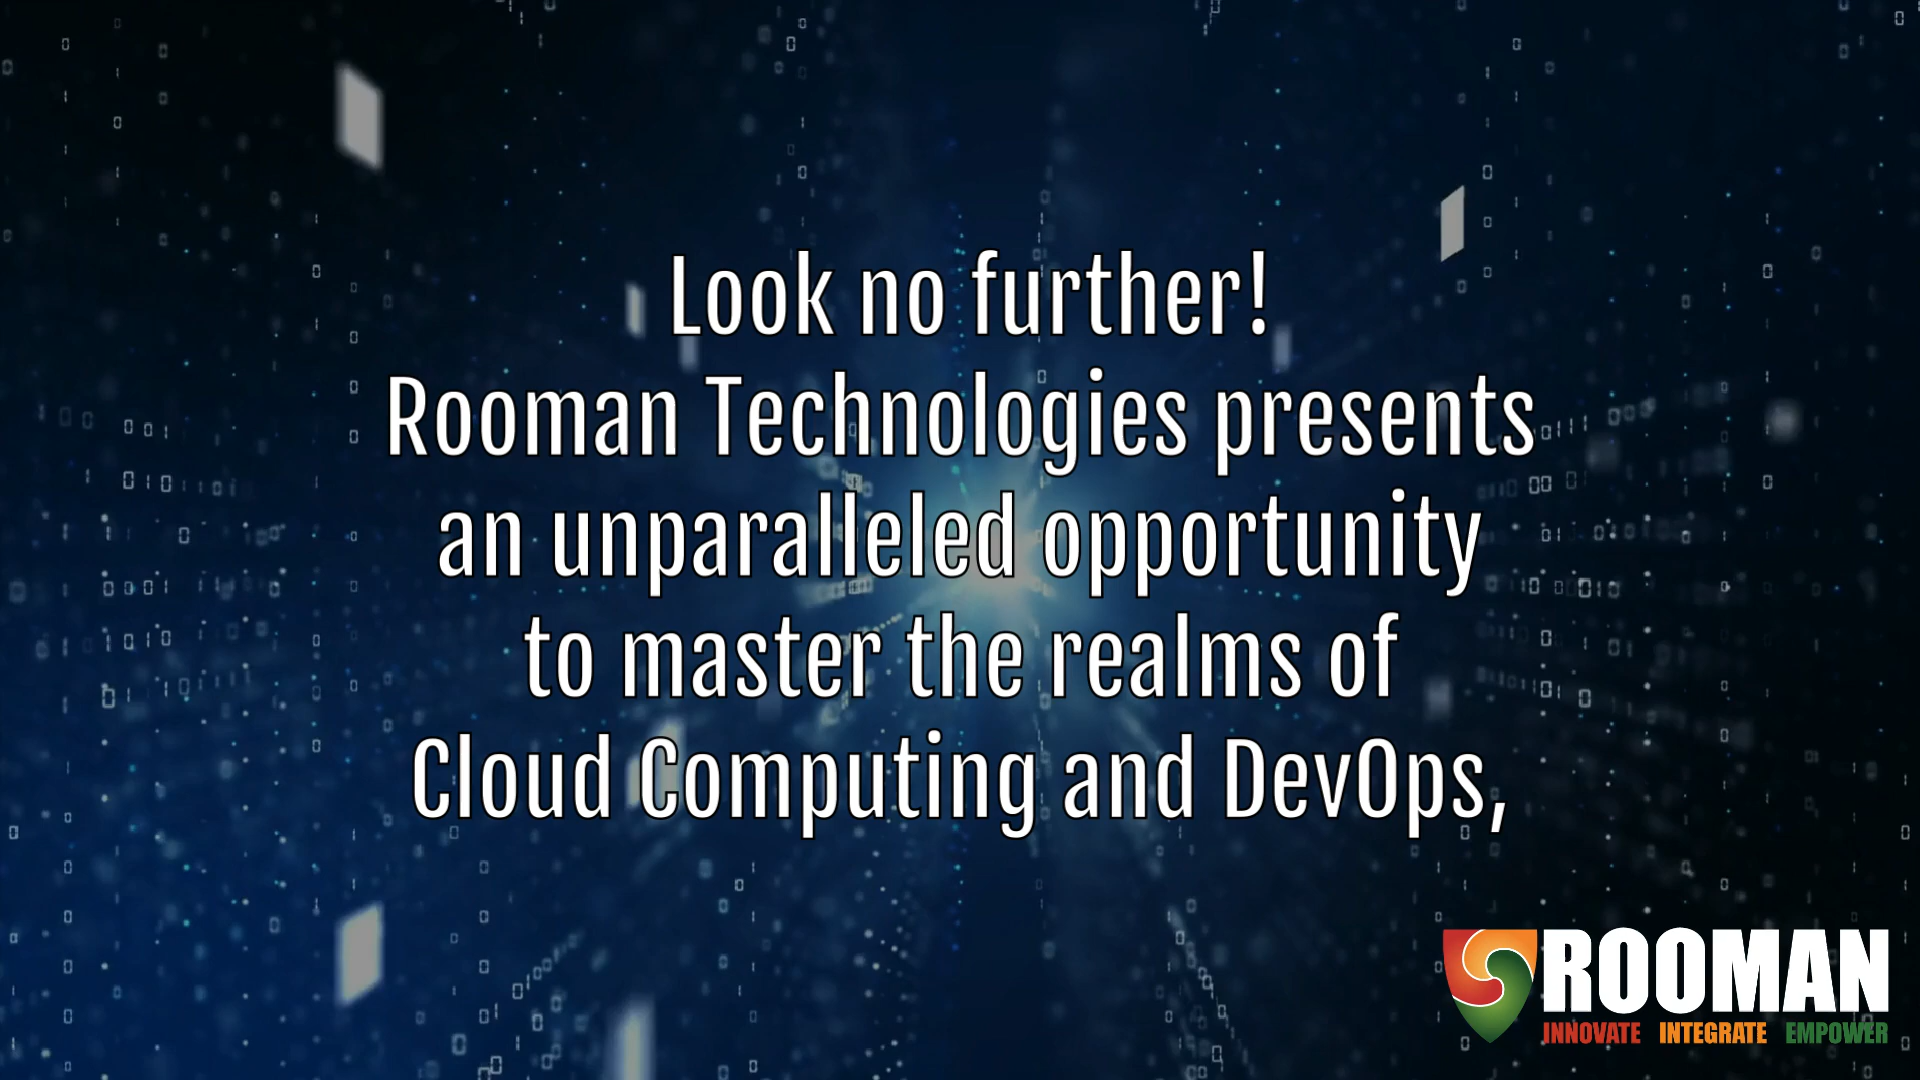 Look no further!
Rooman Technologies presents
an unparalleled opportunity
to master the realms of
Cloud Computing and DevOps,
ROOMAN
INNOVATE INTEGRATE EMPOWER